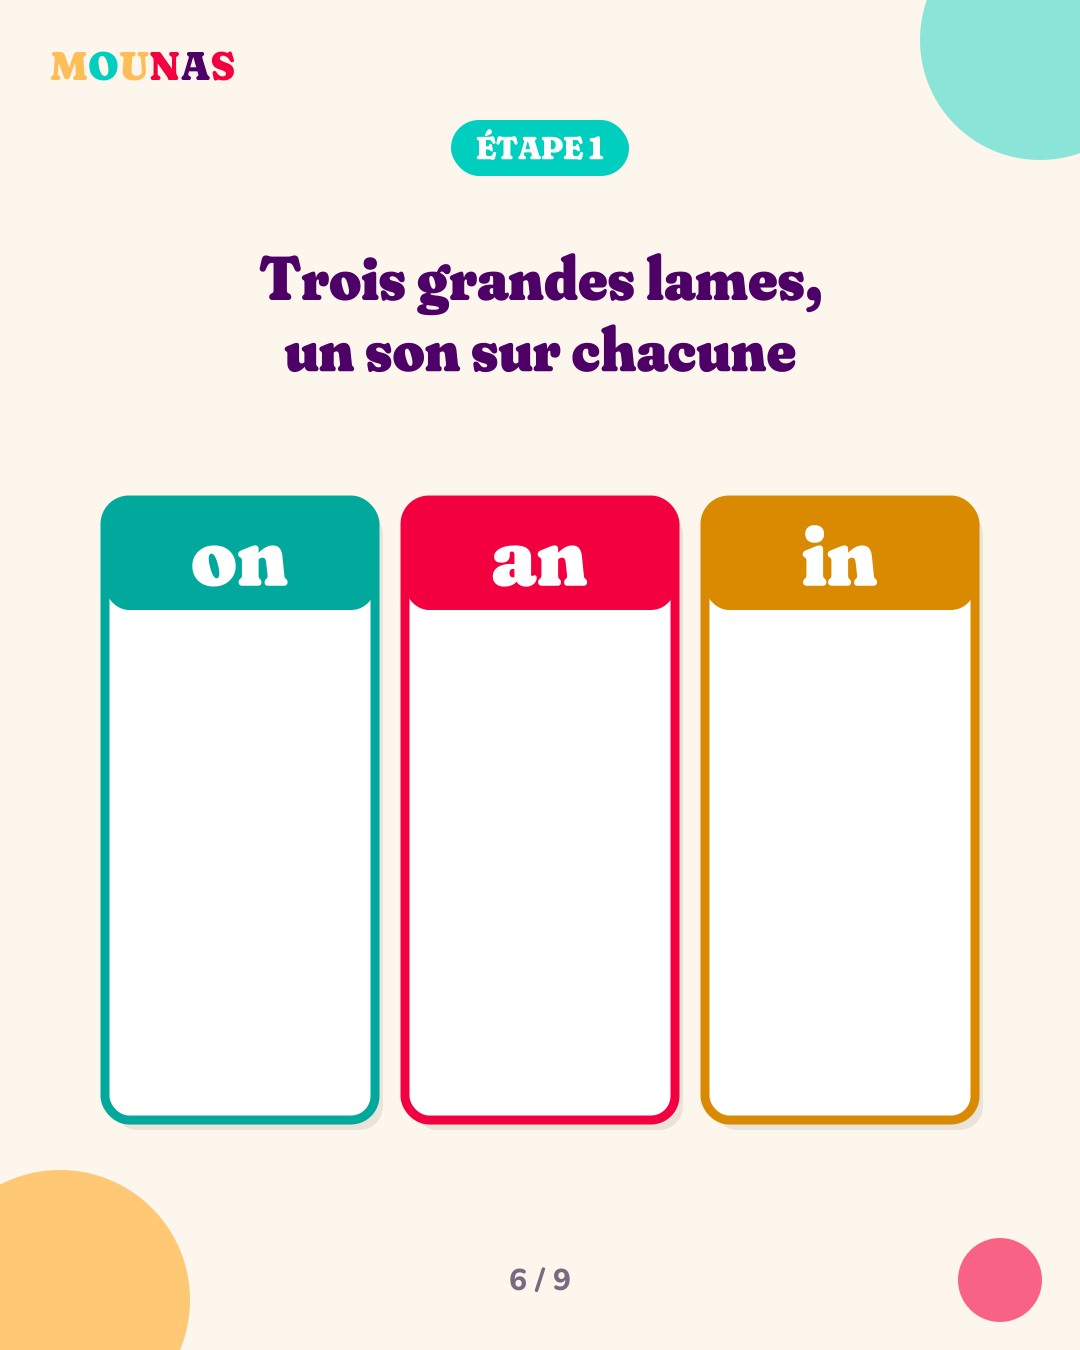 MOUNAS
ÉTAPE 1
Trois grandes lames,
un son sur chacune
on
an
in
6 / 9